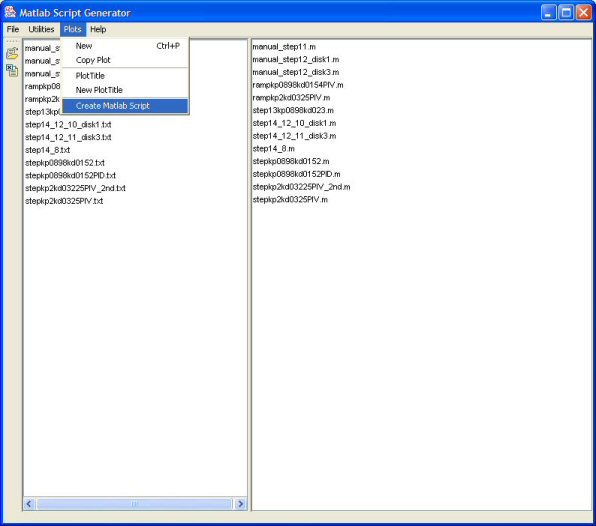 Matlab Script Generator
File Utilities Plots Help
New Ctrl+P
Copy Plot
PlotTitle
New PlotTitle
Create Matlab Script
manual_s
manual_s
manual_s
rampkp08
rampkp2k
step13kp
step14_12_10_disk1.txt
step14_12_11_disk3.txt
step14_8.txt
stepkp0898kd0152.txt
stepkp0898kd0152PID.txt
stepkp2kd03225PIV_2nd.txt
stepkp2kd0325PIV.txt
manual_step11.m
manual_step12_disk1.m
manual_step12_disk3.m
rampkp0898kd0154PIV.m
rampkp2kd0325PIV.m
step13kp0898kd023.m
step14_12_10_disk1.m
step14_12_11_disk3.m
step14_8.m
stepkp0898kd0152.m
stepkp0898kd0152PID.m
stepkp2kd03225PIV_2nd.m
stepkp2kd0325PIV.m